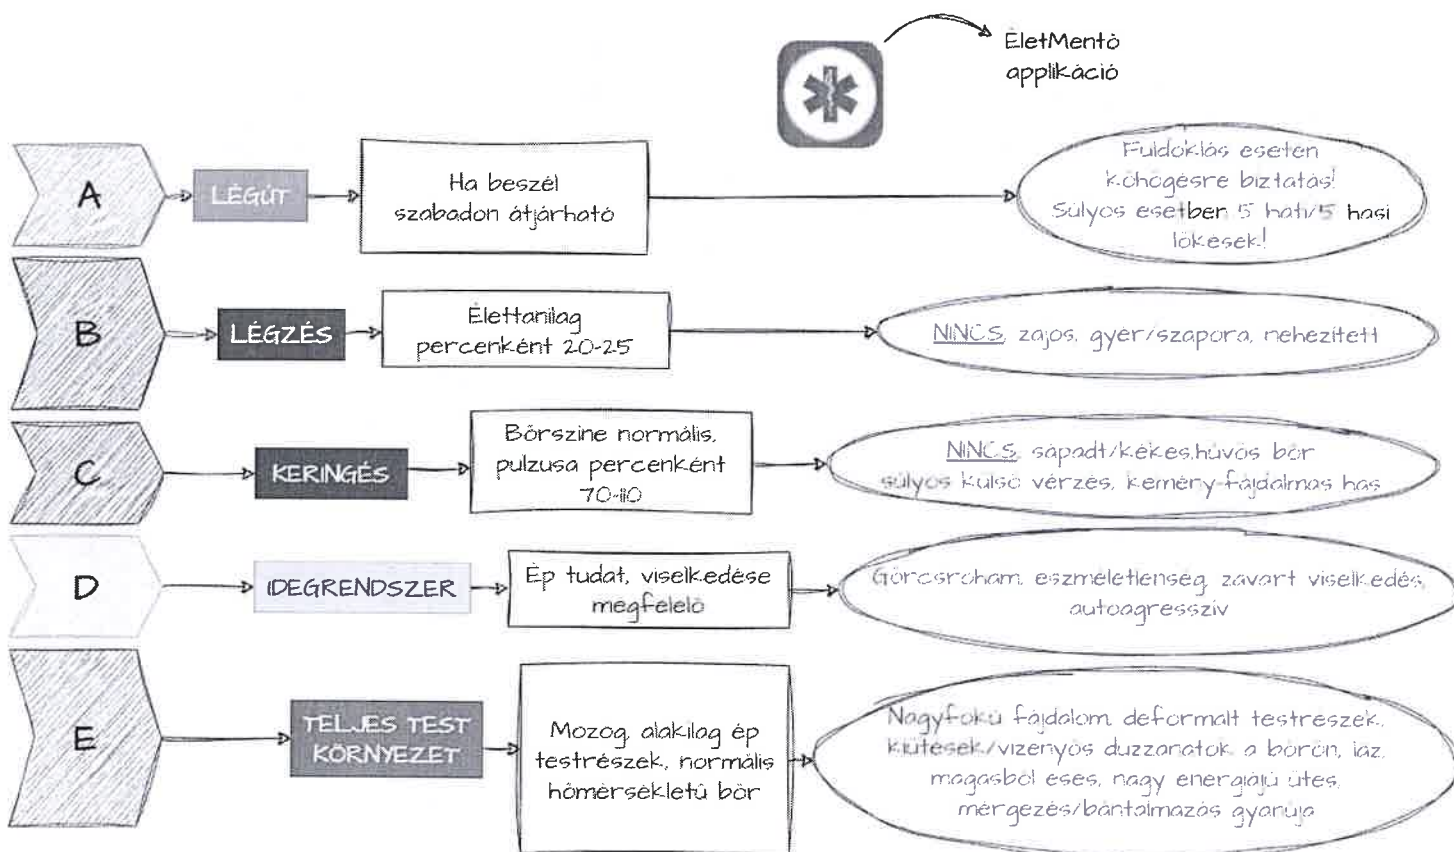 ÉletMentő
applikáció
A
LÉGÚT
Ha beszél
szabadon átjárható
Fuldoklás esetén
köhögésre biztatás!
Súlyos esetben 5 háti/5 hasi
lökések!
B
LÉGZÉS
Élettanilag
percenként 20-25
NINCS, zajos, gyér/szapora, nehezített
C
KERINGÉS
Bőrszíne normális,
pulzusa percenként
70-110
NINCS, sápadt/kékes,hűvös bőr
súlyos külső vérzés, kemény-fájdalmas has
D
IDEGRENDSZER
Ép tudat, viselkedése
megfelelő
Görcsroham, eszméletlenség, zavart viselkedés,
autoagresszív
E
TELJES TEST
KÖRNYEZET
Mozog, alakilag ép
testrészek, normális
hőmérsékletű bőr
Nagyfokú fájdalom, deformált testrészek,
kiütések/vizenyős duzzanatok a bőrön, láz,
magasból esés, nagy energiájú ütés,
mérgezés/bántalmazás gyanúja